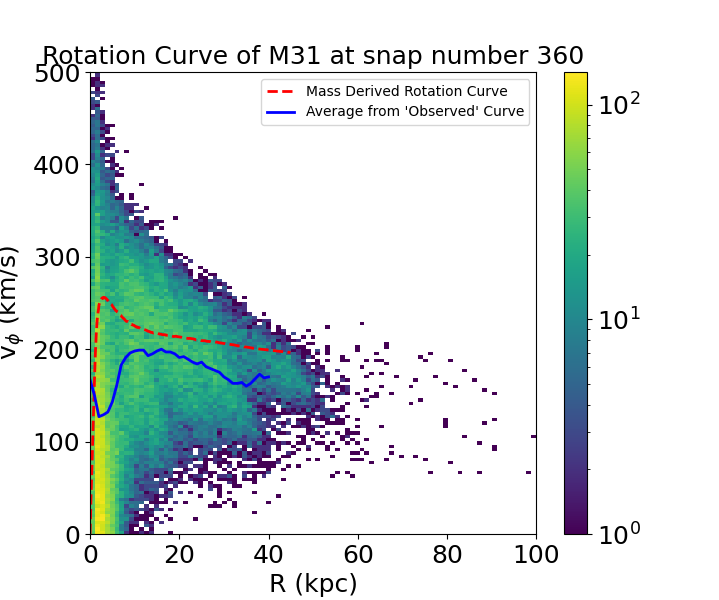 Rotation Curve of M31 at snap number 360
Mass Derived Rotation Curve
Average from 'Observed' Curve
v_ϕ (km/s)
500
400
300
200
100
0
0 20 40 60 80 100
R (kpc)
10^2
10^1
10^0